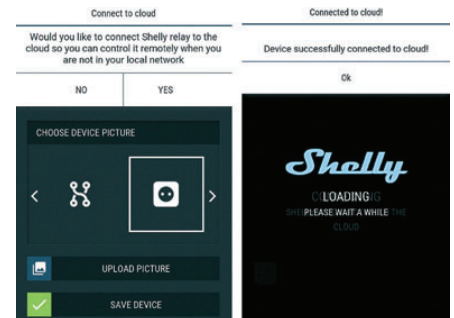 Connect to cloud
Would you like to connect Shelly relay to the
cloud so you can control it remotely when you
are not in your local network
NO
YES
CHOOSE DEVICE PICTURE
UPLOAD PICTURE
SAVE DEVICE
Connected to cloud!
Device successfully connected to cloud!
Ok
Shelly
LOADING
PLEASE WAIT A WHILE
THE
CLOUD